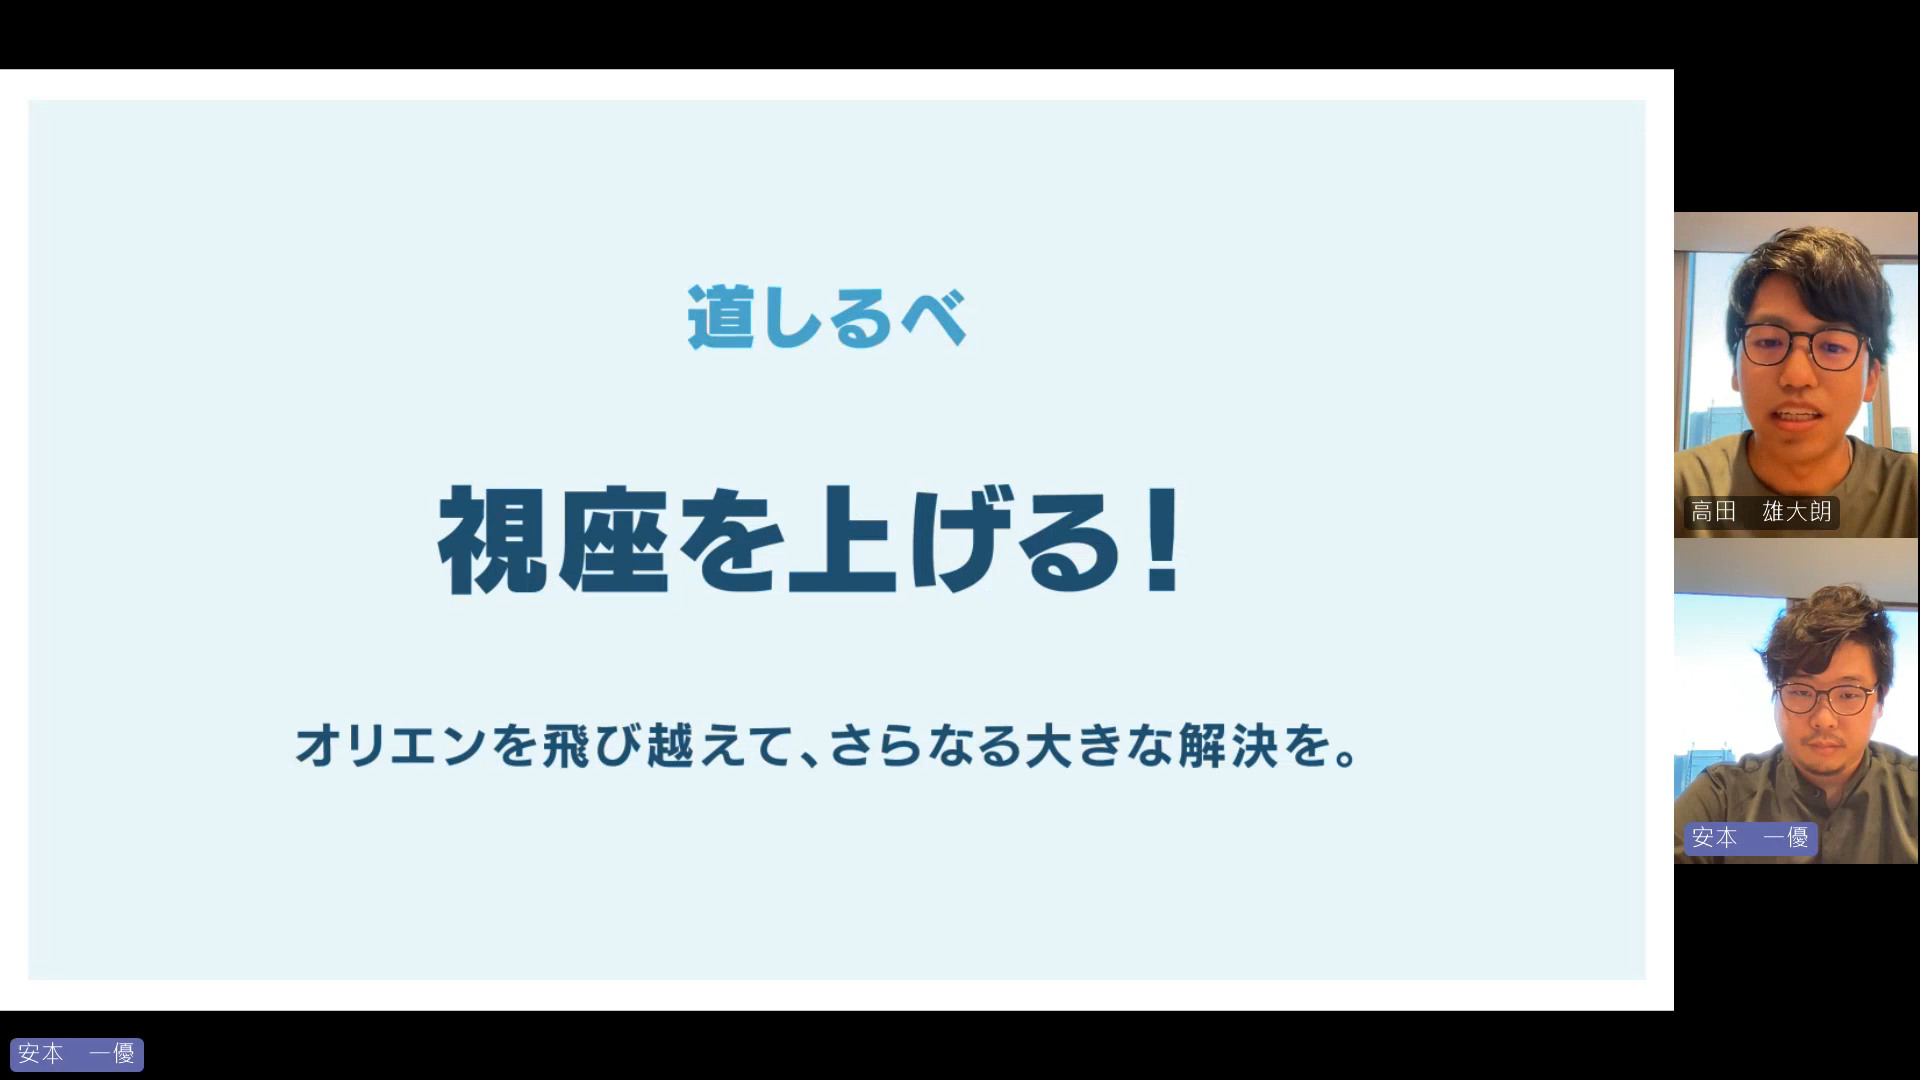 道しるべ
視座を上げる！
オリエンを飛び越えて、さらなる大きな解決を。
高田　雄大朗
安本　一優
安本　一優